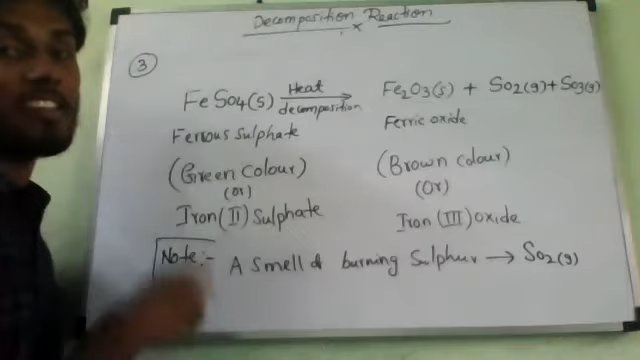 Decomposition Reaction
3
FeSO4(s) Heat decomposition → Fe2O3(s) + SO2(g)+SO3(g)
Ferrous sulphate Ferric oxide
(Green Colour) (Brown Colour)
(or) (Or)
Iron(II) Sulphate Iron (III) oxide
Note:- A smell of burning Sulphur → SO2(g)